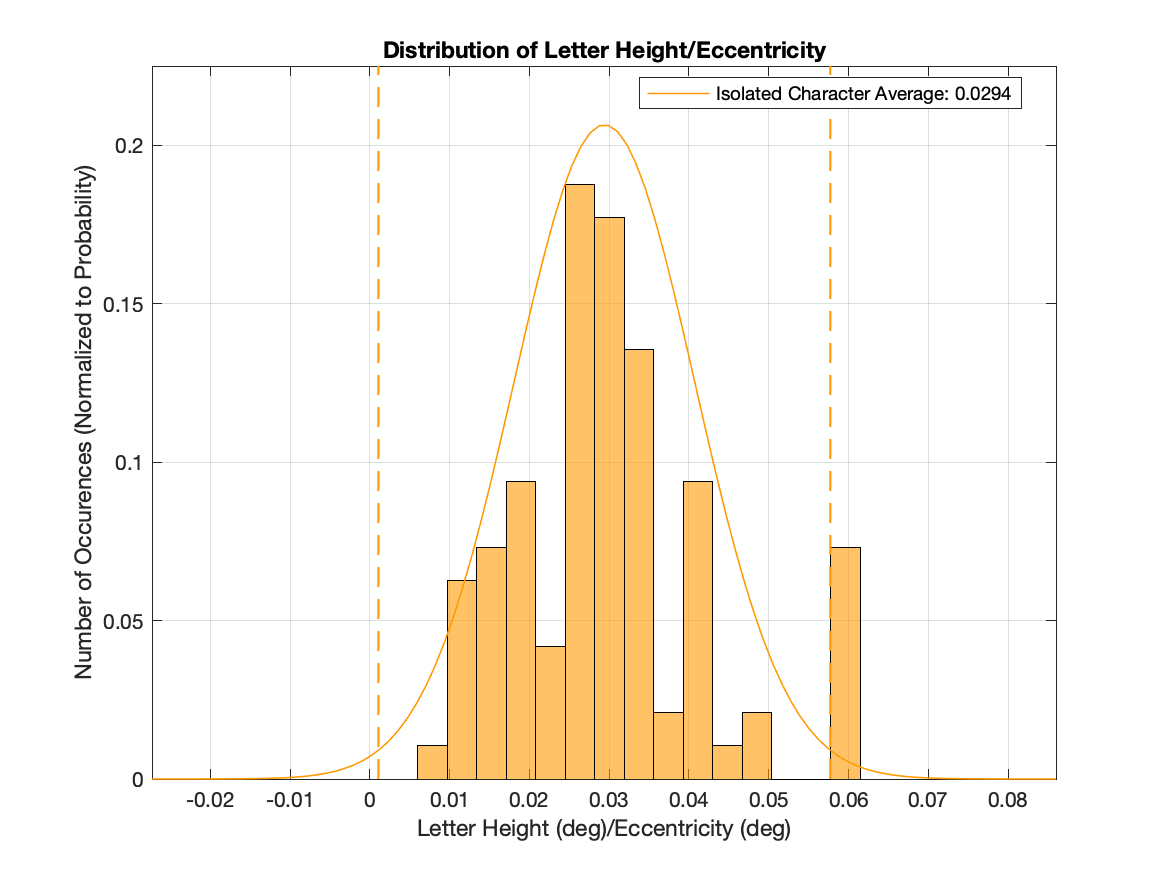 Distribution of Letter Height/Eccentricity
Isolated Character Average: 0.0294
Number of Occurences (Normalized to Probability)
0.2
0.15
0.1
0.05
0
-0.02 -0.01 0 0.01 0.02 0.03 0.04 0.05 0.06 0.07 0.08
Letter Height (deg)/Eccentricity (deg)